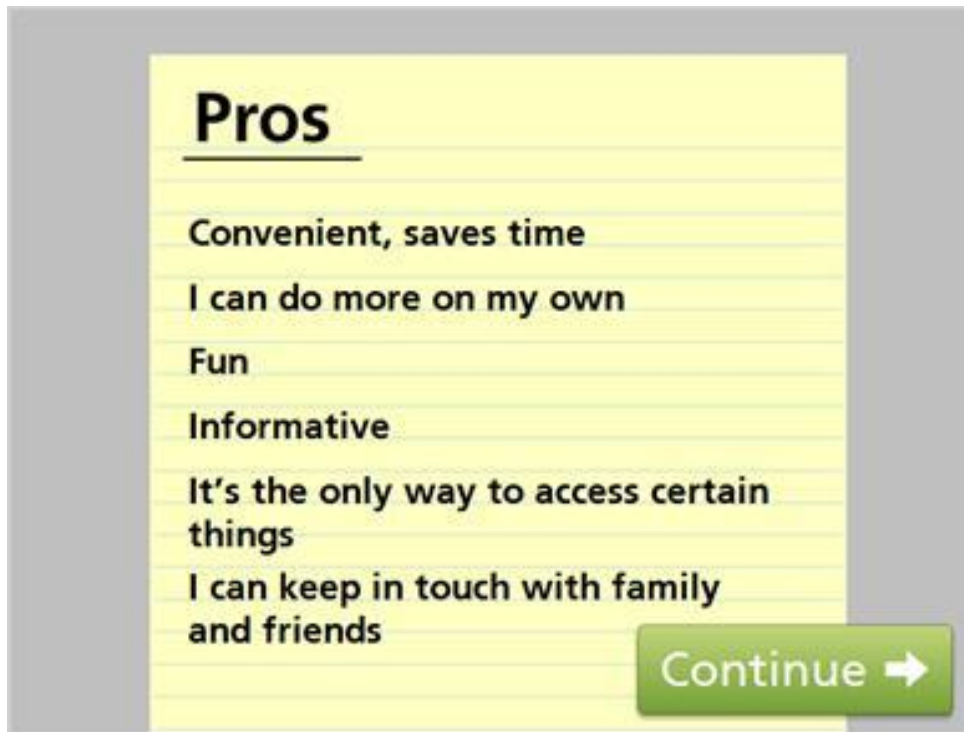 Pros
Convenient, saves time
I can do more on my own
Fun
Informative
It’s the only way to access certain
things
I can keep in touch with family
and friends
Continue